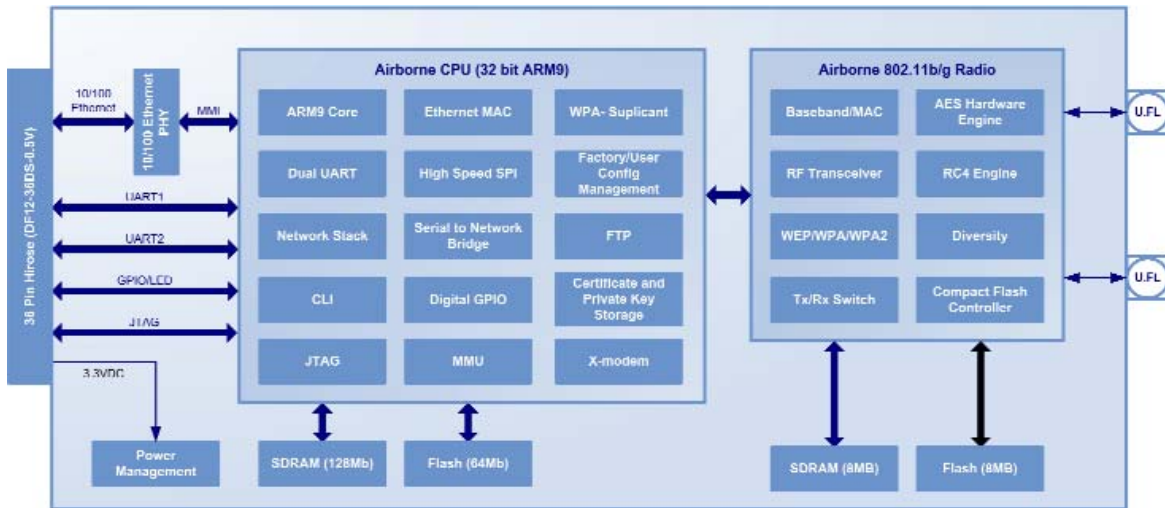 Airborne CPU (32 bit ARM9)
Airborne 802.11b/g Radio
36 Pin Hirose (DF12-36DS-0.5V)
10/100
Ethernet
10/100 Ethernet
PHY
MMI
UART1
UART2
GPIO/LED
JTAG
3.3VDC
Power
Management
ARM9 Core
Ethernet MAC
WPA- Suplicant
Dual UART
High Speed SPI
Factory/User
Config
Management
Network Stack
Serial to Network
Bridge
FTP
CLI
Digital GPIO
Certificate and
Private Key
Storage
JTAG
MMU
X-modem
SDRAM (128Mb)
Flash (64Mb)
Baseband/MAC
AES Hardware
Engine
RF Transceiver
RC4 Engine
WEP/WPA/WPA2
Diversity
Tx/Rx Switch
Compact Flash
Controller
SDRAM (8MB)
Flash (8MB)
U.FL
U.FL